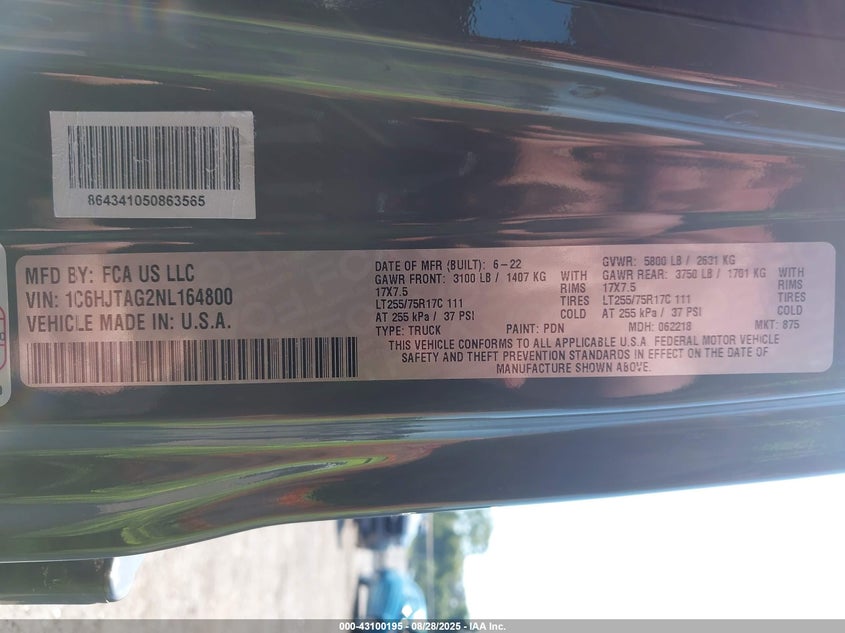 864341050863565
MFD BY: FCA US LLC
VIN: 1C6HJTAG2NL164800
VEHICLE MADE IN: U.S.A.
DATE OF MFR (BUILT): 6-22
GAWR FRONT: 3100 LB / 1407 KG WITH
17X7.5 RIMS
LT255/75R17C 111
AT 255 kPa / 37 PSI COLD
TYPE: TRUCK PAINT: PDN
GVWR: 5800 LB / 2631 KG
GAWR REAR: 3750 LB / 1701 KG WITH
17X7.5 RIMS
LT255/75R17C 111
AT 255 kPa / 37 PSI COLD
MDH: 062218 MKT: 875
THIS VEHICLE CONFORMS TO ALL APPLICABLE U.S.A. FEDERAL MOTOR VEHICLE
SAFETY AND THEFT PREVENTION STANDARDS IN EFFECT ON THE DATE OF
MANUFACTURE SHOWN ABOVE.
000-43100195 - 08/28/2025 - IAA Inc.